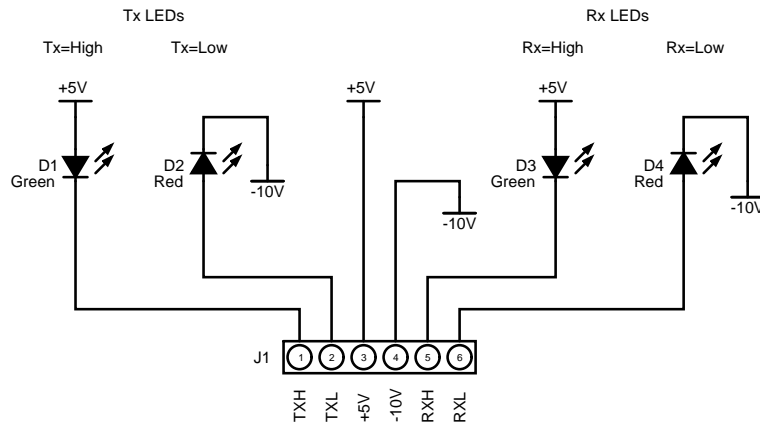 Tx LEDs
Rx LEDs
Tx=High
Tx=Low
Rx=High
Rx=Low
+5V
+5V
+5V
D1
Green
D2
Red
-10V
D3
Green
D4
Red
-10V
-10V
J1
1
2
3
4
5
6
TXH
TXL
+5V
-10V
RXH
RXL